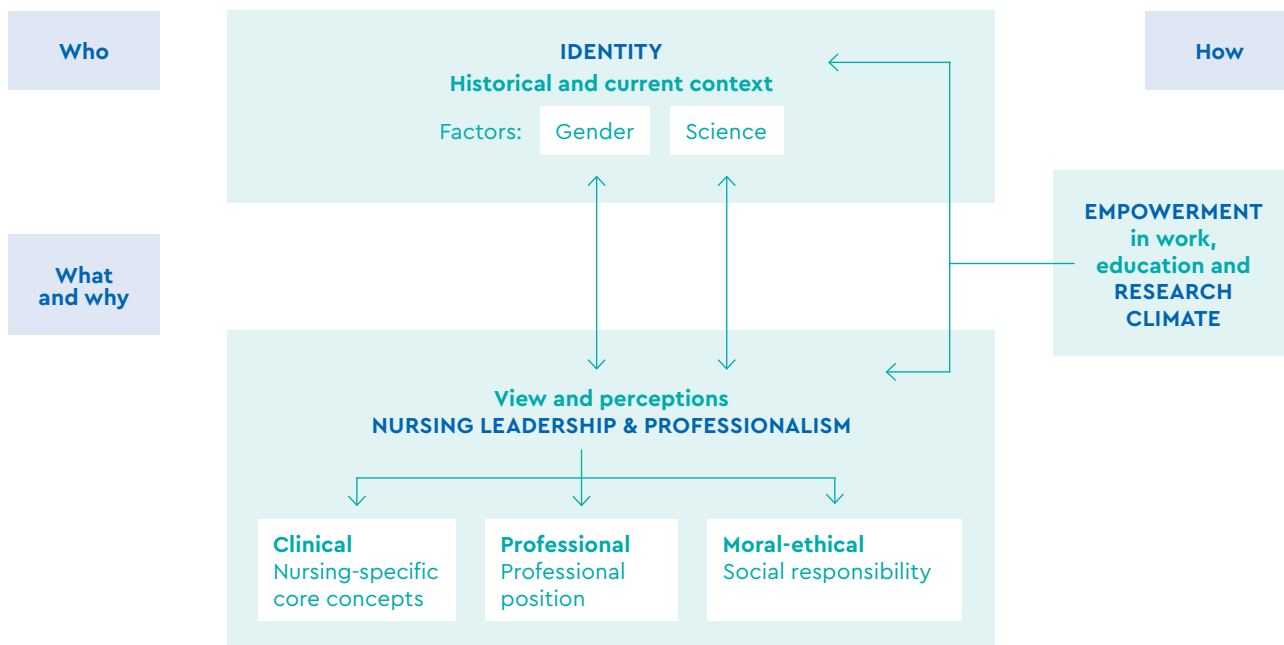 Who
IDENTITY
Historical and current context
Factors: Gender Science
How
What
and why
EMPOWERMENT
in work,
education and
RESEARCH
CLIMATE
View and perceptions
NURSING LEADERSHIP & PROFESSIONALISM
Clinical
Nursing-specific
core concepts
Professional
Professional
position
Moral-ethical
Social responsibility